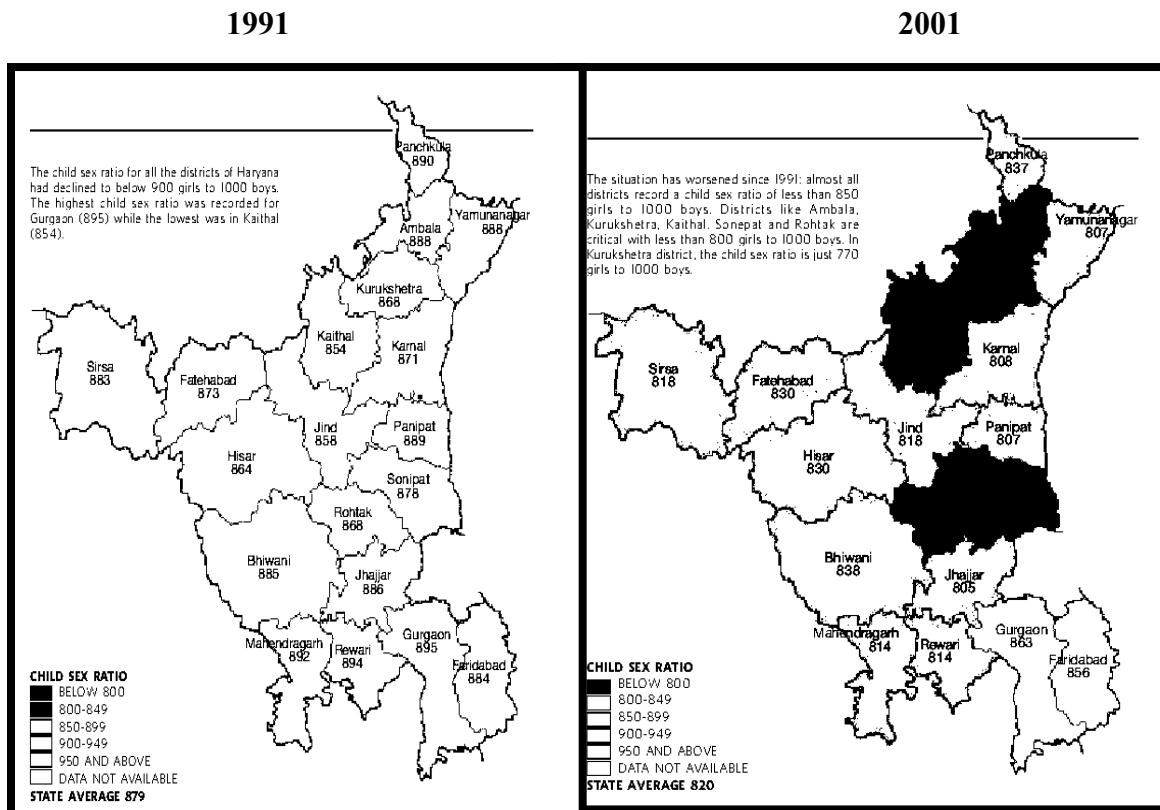 1991
2001
The child sex ratio for all the districts of Haryana
had declined to below 900 girls to 1000 boys.
The highest child sex ratio was recorded for
Gurgaon (895) while the lowest was in Kaithal
(854).
Panchkula
890
Ambala
888
Yamunanagar
888
Kurukshetra
868
Kaithal
854
Karnal
871
Sirsa
883
Fatehabad
873
Jind
858
Panipat
889
Hisar
864
Sonipat
878
Rohtak
868
Bhiwani
885
Jhajjar
886
Mahendragarh
892
Rewari
894
Gurgaon
895
Faridabad
884
CHILD SEX RATIO
BELOW 800
800-849
850-899
900-949
950 AND ABOVE
DATA NOT AVAILABLE
STATE AVERAGE 879
The situation has worsened since 1991: almost all
districts record a child sex ratio of less than 850
girls to 1000 boys. Districts like Ambala,
Kurukshetra, Kaithal, Sonepat and Rohtak are
critical with less than 800 girls to 1000 boys. In
Kurukshetra district, the child sex ratio is just 770
girls to 1000 boys.
Panchkula
837
Yamunanagar
807
Karnal
808
Sirsa
818
Fatehabad
830
Jind
818
Panipat
807
Hisar
830
Bhiwani
838
Jhajjar
805
Mahendragarh
814
Rewari
814
Gurgaon
863
Faridabad
856
CHILD SEX RATIO
BELOW 800
800-849
850-899
900-949
950 AND ABOVE
DATA NOT AVAILABLE
STATE AVERAGE 820